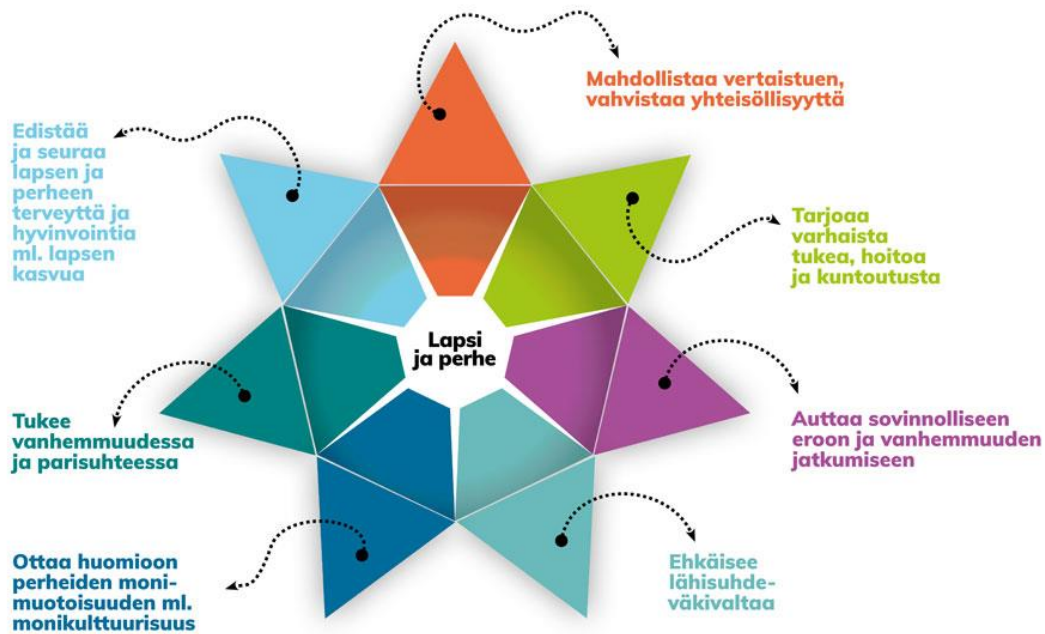 Mahdollistaa vertaistuen,
vahvistaa yhteisöllisyyttä
Edistää
ja seuraa
lapsen ja
perheen
terveyttä ja
hyvinvointia
ml. lapsen
kasvua
Tarjoaa
varhaista
tukea, hoitoa
ja kuntoutusta
Lapsi
ja perhe
Tukee
vanhemmuudessa
ja parisuhteessa
Auttaa sovinnolliseen
eroon ja vanhemmuuden
jatkumiseen
Ottaa huomioon
perheiden moni-
muotoisuuden ml.
monikulttuurisuus
Ehkäisee
lähisuhde-
väkivaltaa